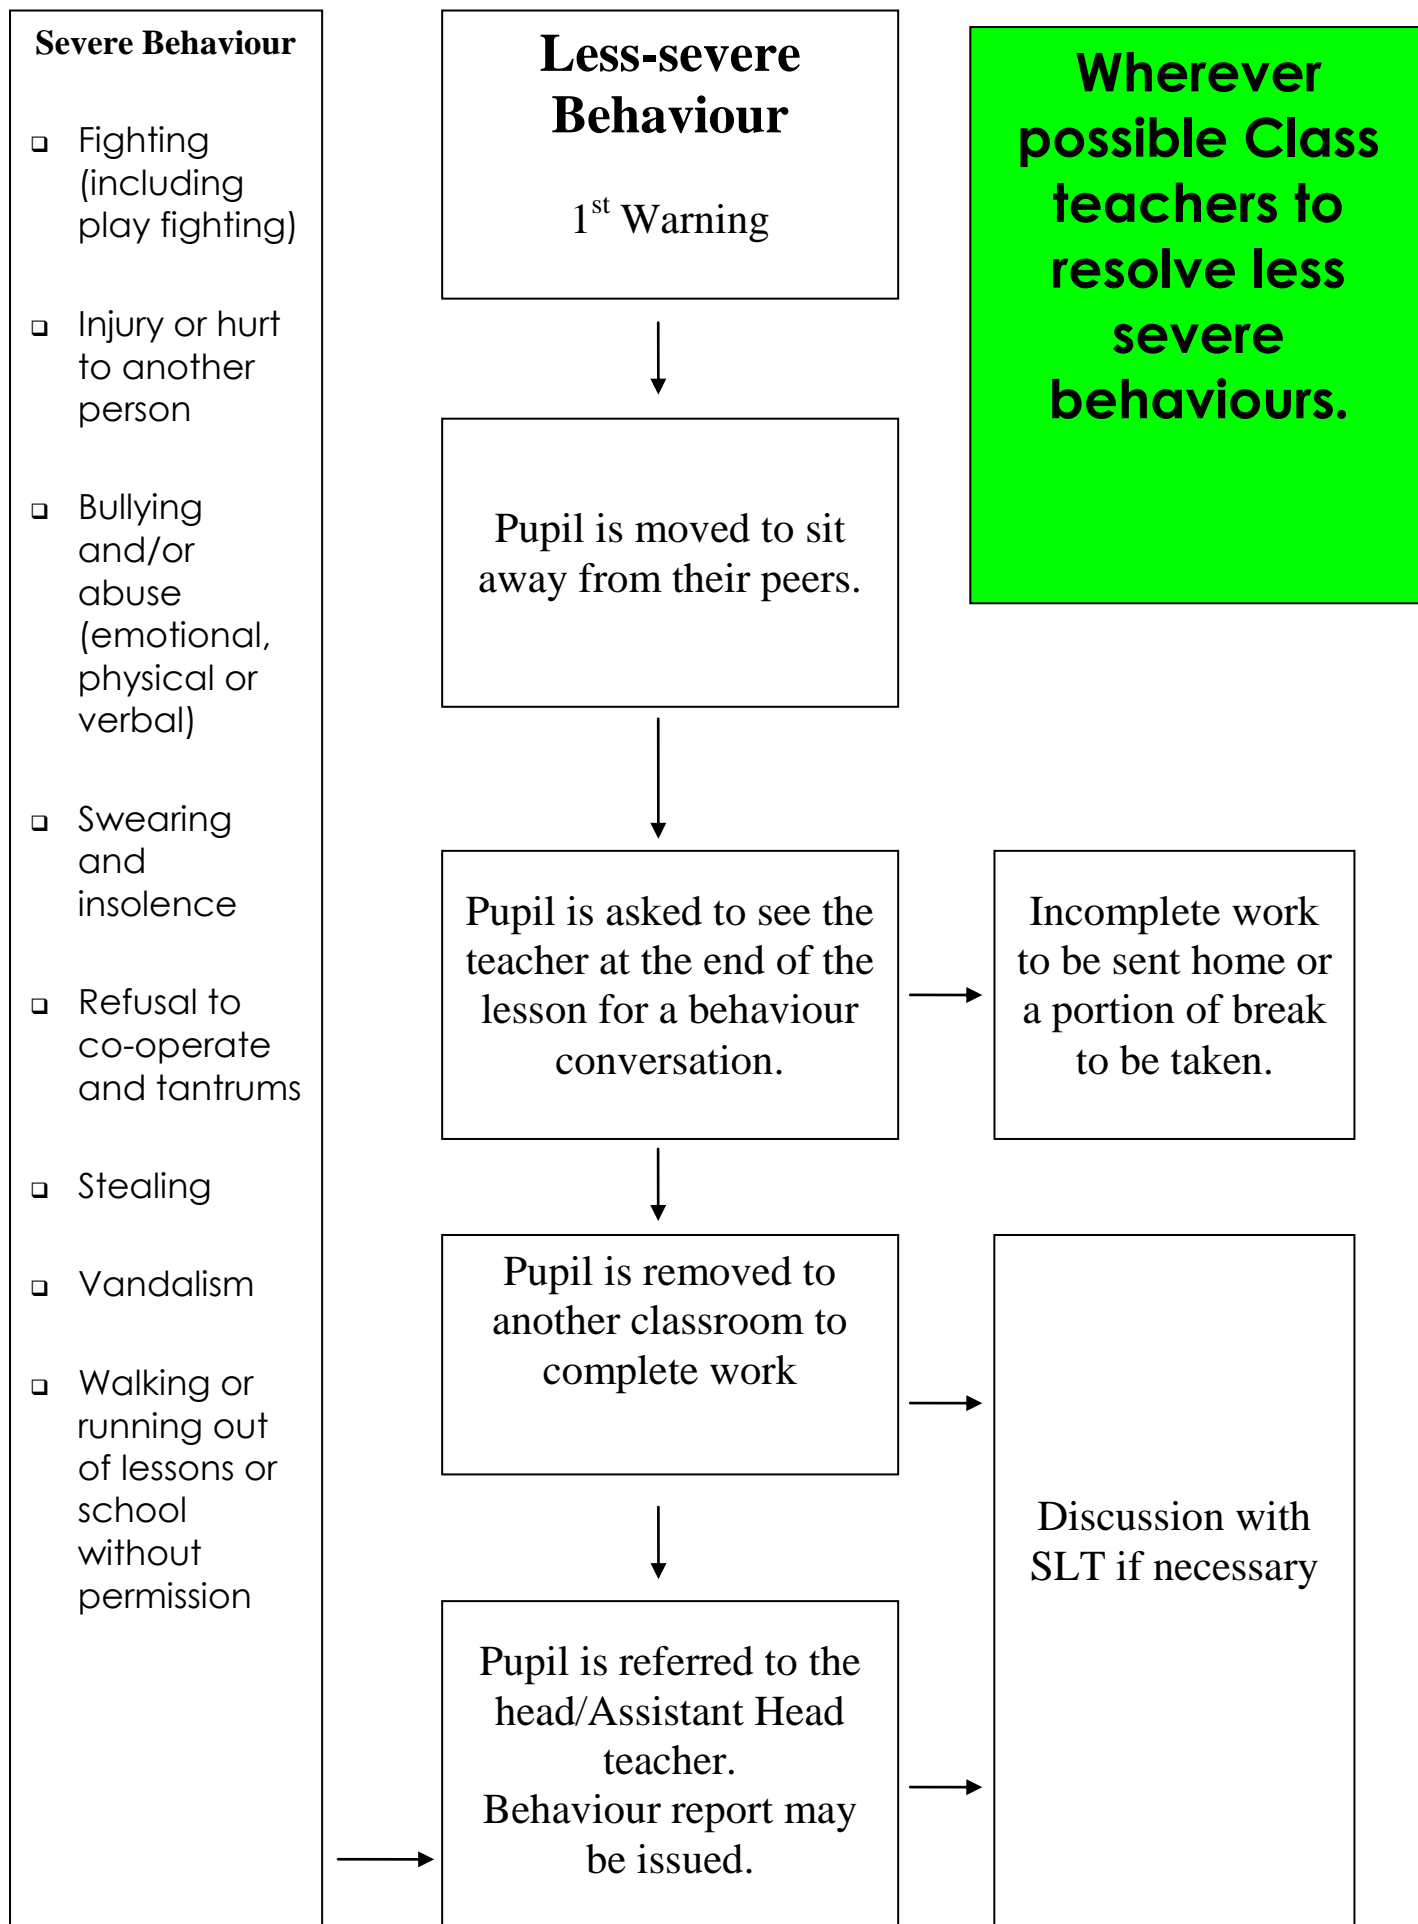 Severe Behaviour
Fighting
(including
play fighting)
Injury or hurt
to another
person
Bullying
and/or
abuse
(emotional,
physical or
verbal)
Swearing
and
insolence
Refusal to
co-operate
and tantrums
Stealing
Vandalism
Walking or
running out
of lessons or
school
without
permission
Less-severe
Behaviour
1st Warning
Pupil is moved to sit
away from their peers.
Pupil is asked to see the
teacher at the end of the
lesson for a behaviour
conversation.
Pupil is removed to
another classroom to
complete work
Pupil is referred to the
head/Assistant Head
teacher.
Behaviour report may
be issued.
Wherever
possible Class
teachers to
resolve less
severe
behaviours.
Incomplete work
to be sent home or
a portion of break
to be taken.
Discussion with
SLT if necessary